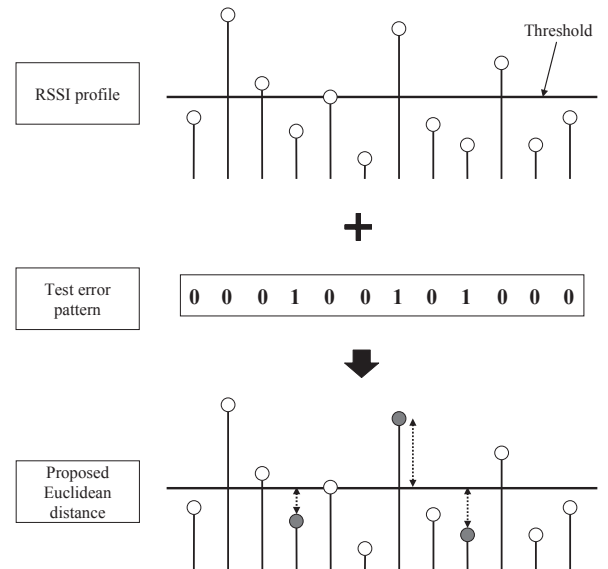 Threshold
RSSI profile
Test error
pattern
0 0 0 1 0 0 1 0 1 0 0 0
Proposed
Euclidean
distance